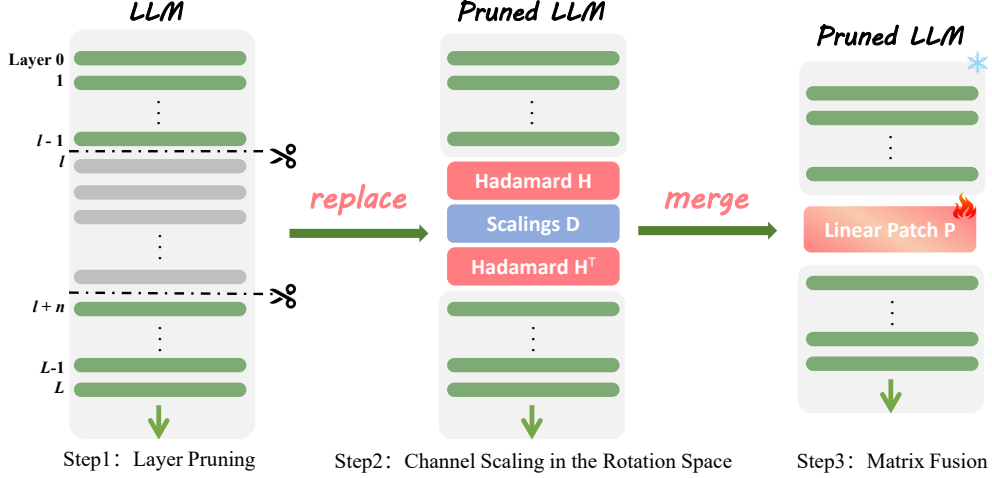 LLM
Layer 0
1
l - 1
l
l + n
L-1
L
Step1：Layer Pruning
replace
Pruned LLM
Hadamard H
Scalings D
Hadamard Hᵀ
Step2：Channel Scaling in the Rotation Space
merge
Pruned LLM
Linear Patch P
Step3：Matrix Fusion